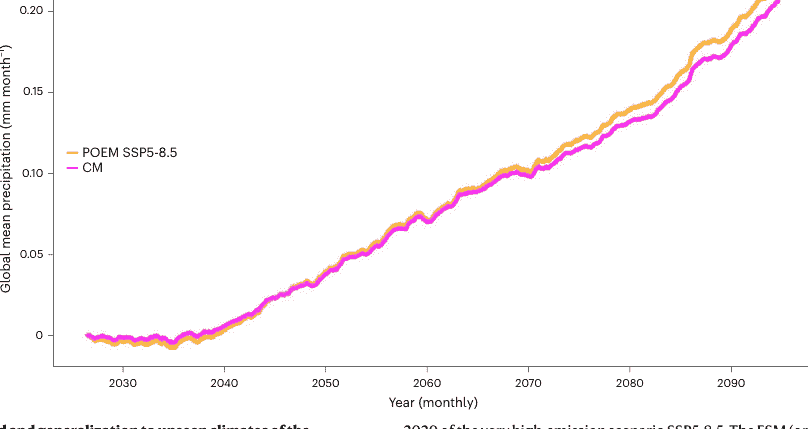 0.20
Global mean precipitation (mm month⁻¹)
0.15
POEM SSP5-8.5
CM
0.10
0.05
0
2030 2040 2050 2060 2070 2080 2090
Year (monthly)
and generalization to unseen climates of the
2020 of the very high-emission scenario SSP5-8.5. The ESM